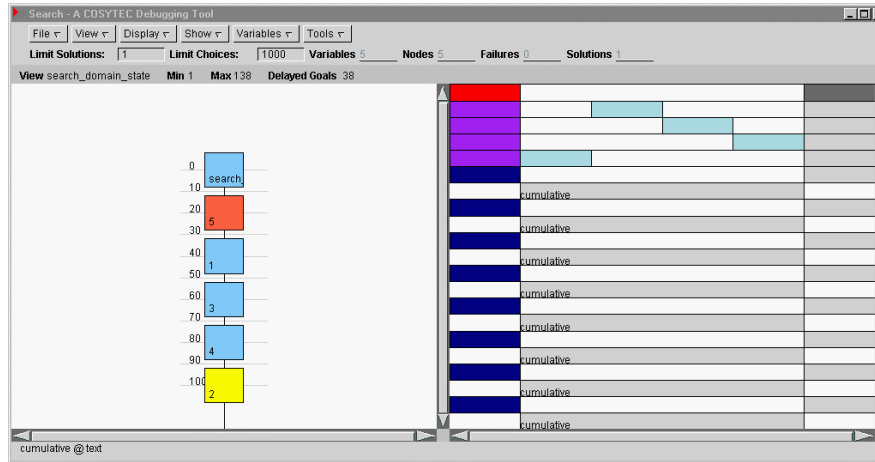 Search - A COSYTEC Debugging Tool
File View Display Show Variables Tools
Limit Solutions: 1 Limit Choices: 1000 Variables 5 Nodes 5 Failures 0 Solutions 1
View search_domain_state Min 1 Max 138 Delayed Goals 38
0
search_
10
20
5
30
40
1
50
60
3
70
80
4
90
100
2
cumulative
cumulative
cumulative
cumulative
cumulative
cumulative
cumulative
cumulative
cumulative @ text